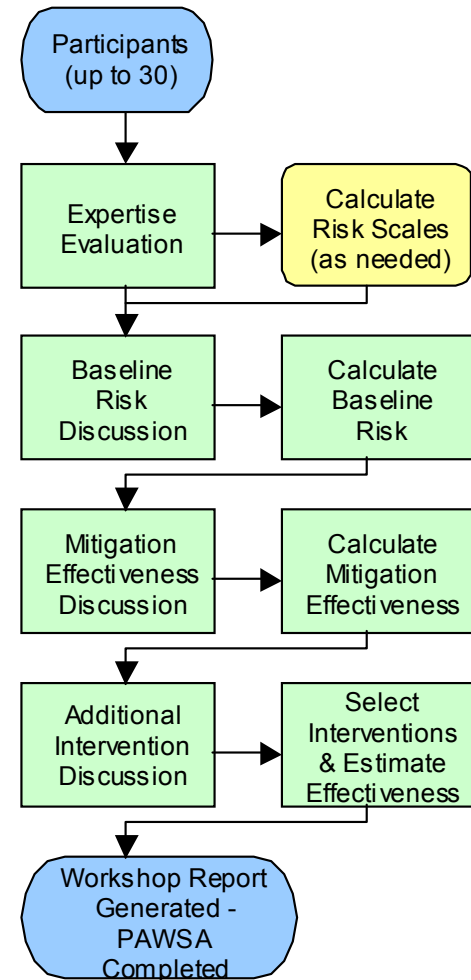 Participants
(up to 30)
Expertise
Evaluation
Calculate
Risk Scales
(as needed)
Baseline
Risk
Discussion
Calculate
Baseline
Risk
Mitigation
Effectiveness
Discussion
Calculate
Mitigation
Effectiveness
Additional
Intervention
Discussion
Select
Interventions
& Estimate
Effectiveness
Workshop Report
Generated -
PAWSA
Completed